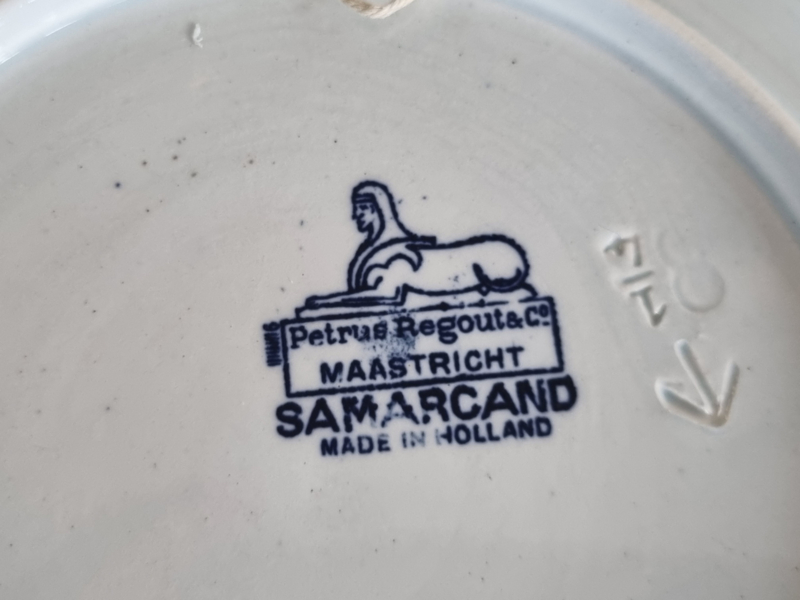 Petrus Regout & Co
MAASTRICHT
SAMARCAND
MADE IN HOLLAND